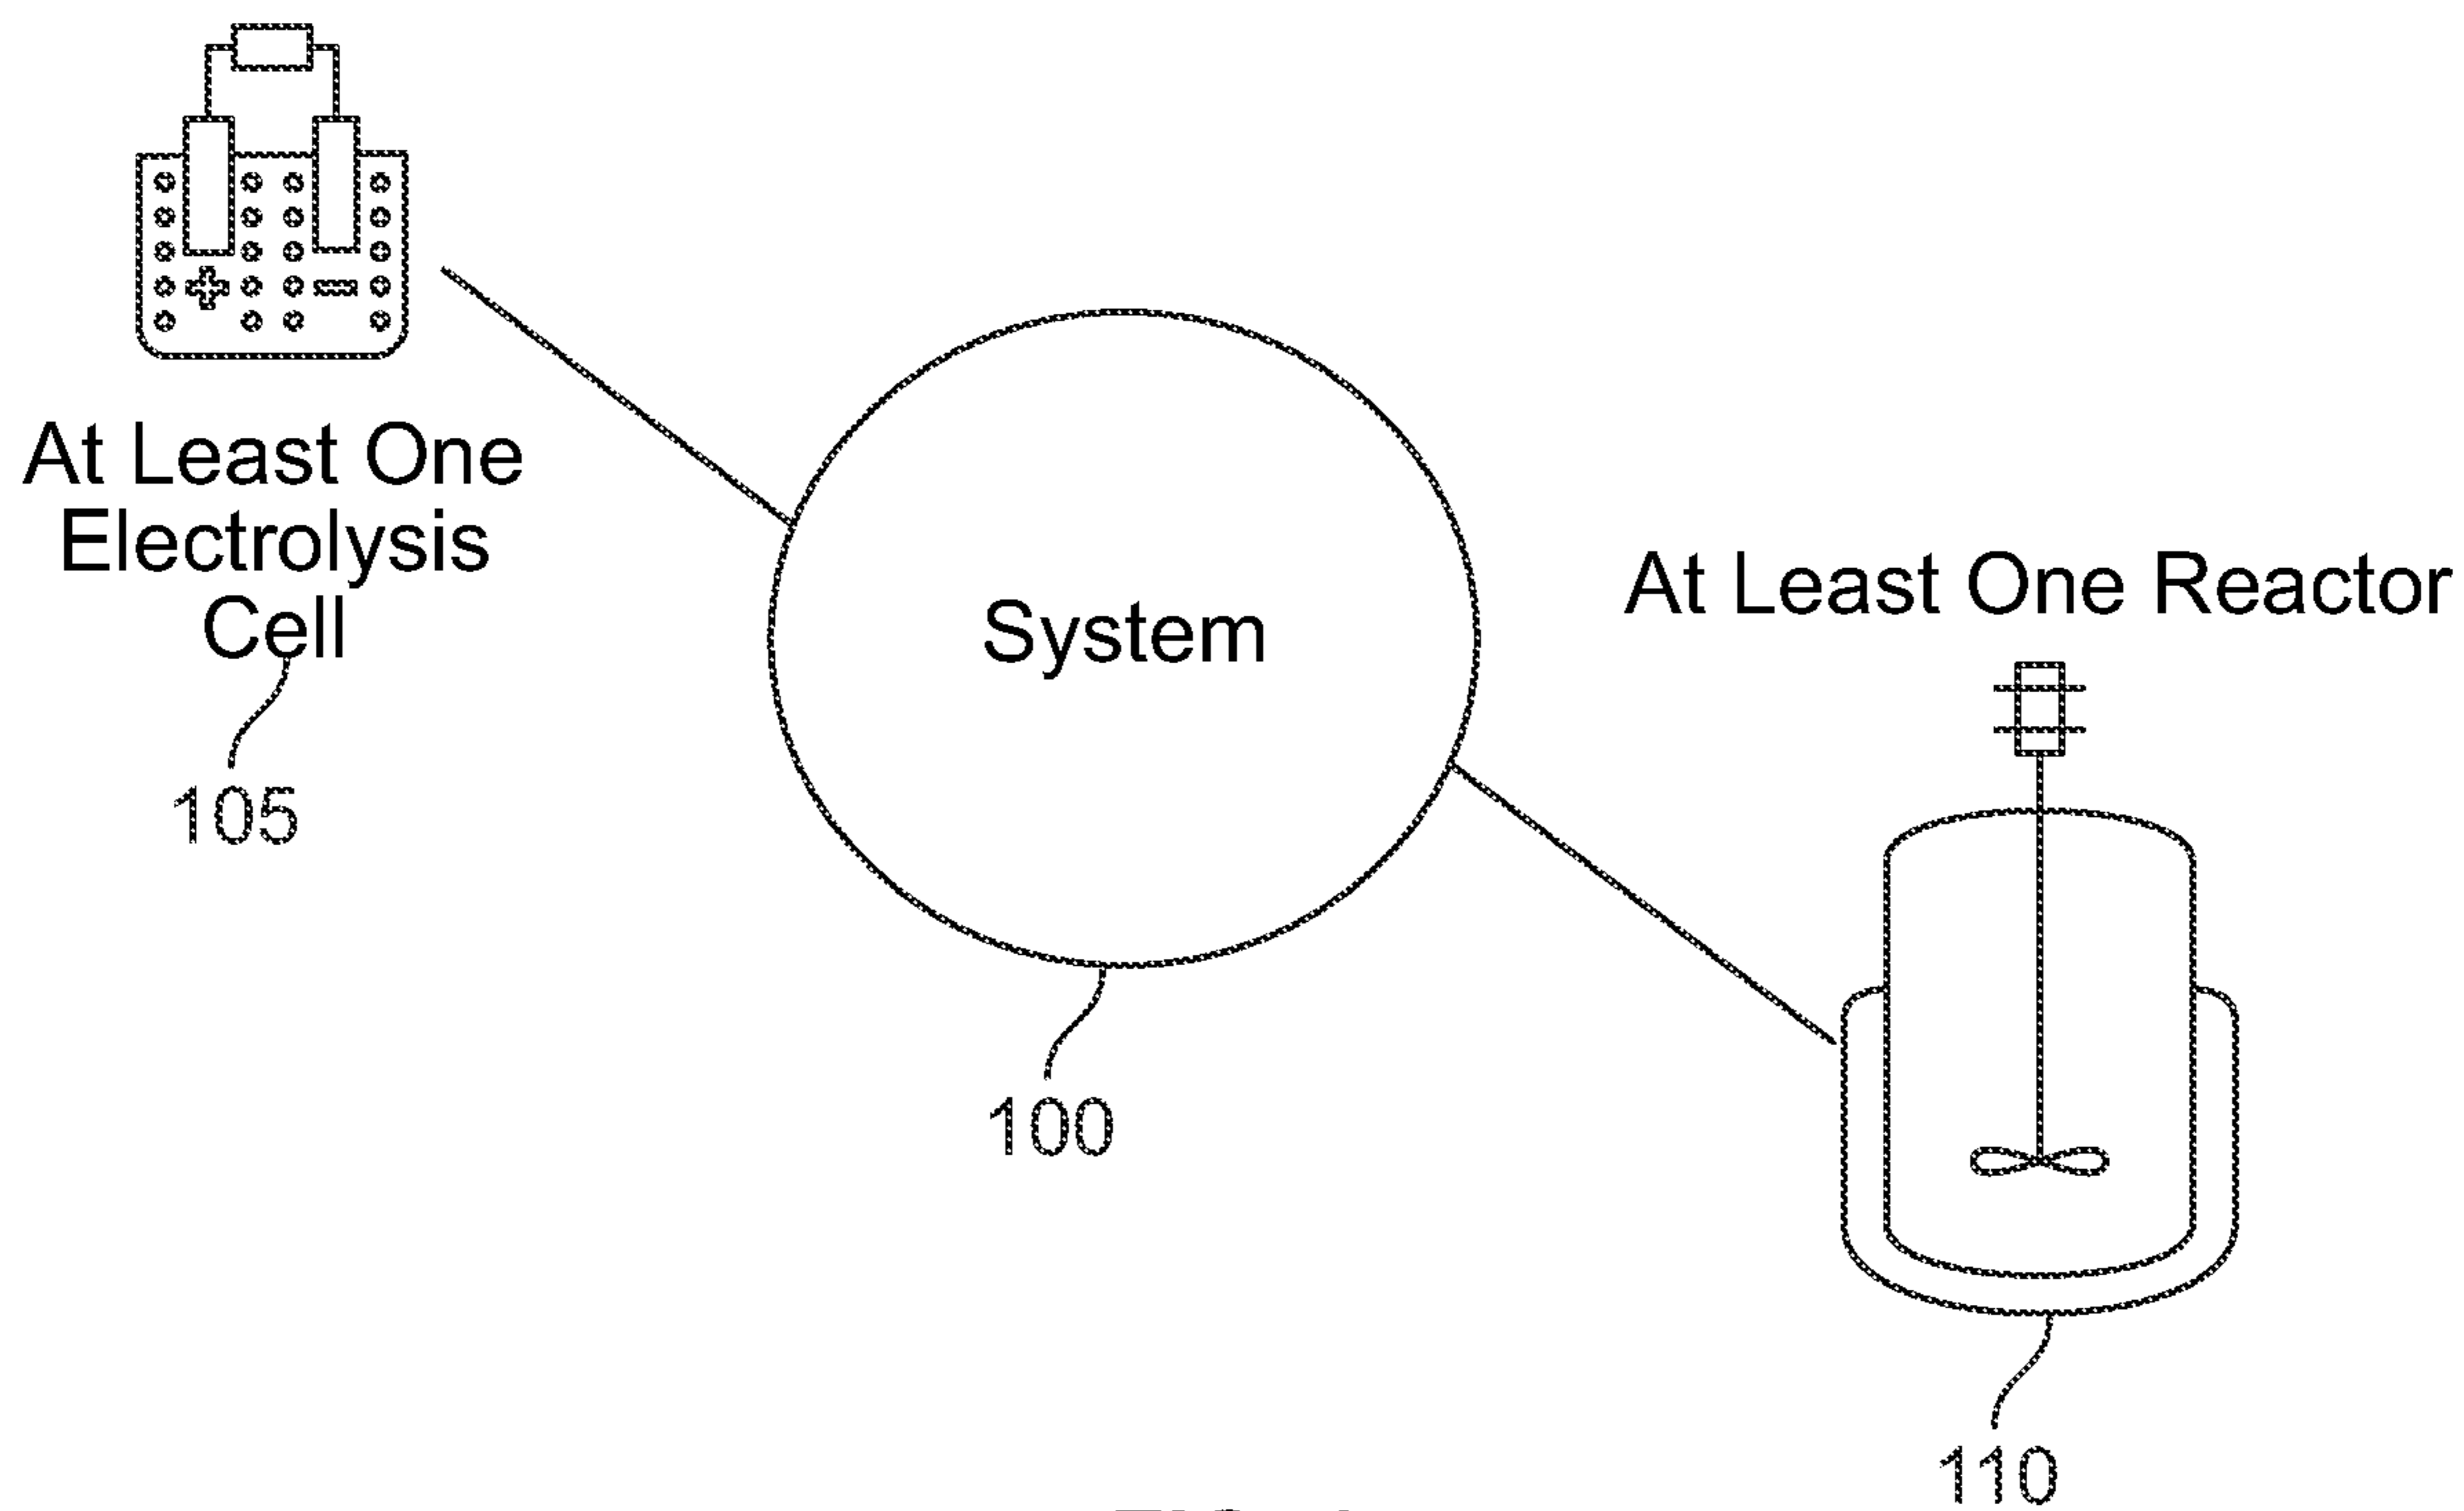 At Least One
Electrolysis
Cell
105
System
100
At Least One Reactor
110